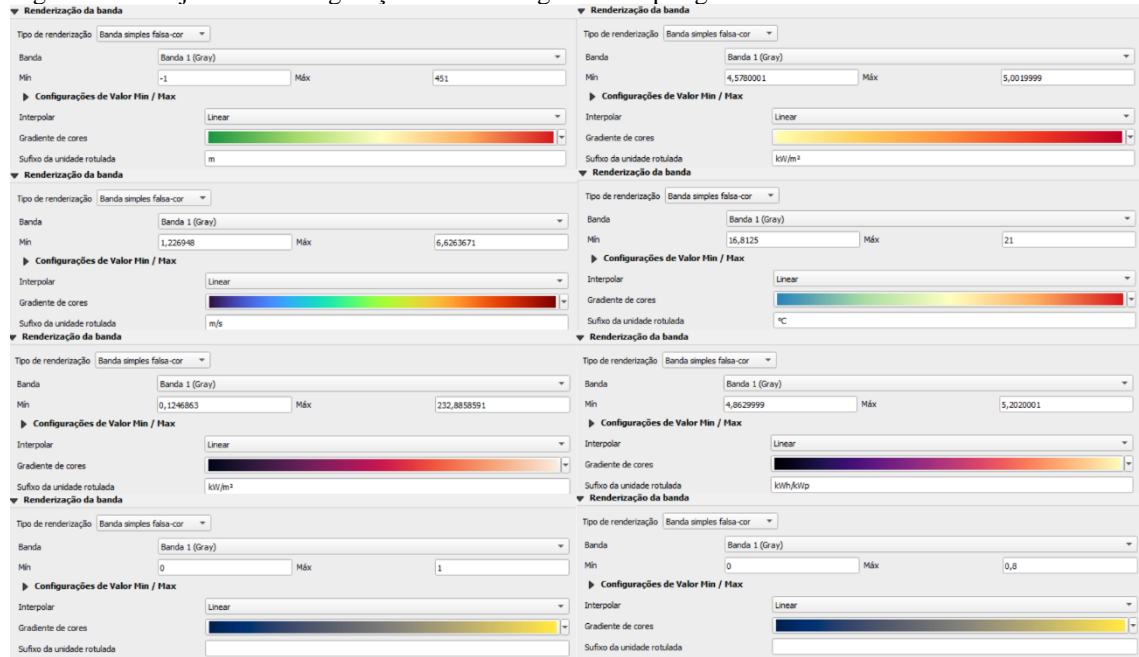 Renderização da banda
Tipo de renderização Banda simples falsa-cor
Banda Banda 1 (Gray)
Mín -1 Máx 451
Configurações de Valor Min / Max
Interpolar Linear
Gradiente de cores
Sufixo da unidade rotulada m
Renderização da banda
Tipo de renderização Banda simples falsa-cor
Banda Banda 1 (Gray)
Mín 4,5780001 Máx 5,0019999
Configurações de Valor Min / Max
Interpolar Linear
Gradiente de cores
Sufixo da unidade rotulada kW/m²
Renderização da banda
Tipo de renderização Banda simples falsa-cor
Banda Banda 1 (Gray)
Mín 1,226948 Máx 6,6263671
Configurações de Valor Min / Max
Interpolar Linear
Gradiente de cores
Sufixo da unidade rotulada m/s
Renderização da banda
Tipo de renderização Banda simples falsa-cor
Banda Banda 1 (Gray)
Mín 16,8125 Máx 21
Configurações de Valor Min / Max
Interpolar Linear
Gradiente de cores
Sufixo da unidade rotulada °C
Renderização da banda
Tipo de renderização Banda simples falsa-cor
Banda Banda 1 (Gray)
Mín 0,1246863 Máx 232,8858591
Configurações de Valor Min / Max
Interpolar Linear
Gradiente de cores
Sufixo da unidade rotulada kW/m²
Renderização da banda
Tipo de renderização Banda simples falsa-cor
Banda Banda 1 (Gray)
Mín 4,8629999 Máx 5,2020001
Configurações de Valor Min / Max
Interpolar Linear
Gradiente de cores
Sufixo da unidade rotulada kWh/kWp
Renderização da banda
Tipo de renderização Banda simples falsa-cor
Banda Banda 1 (Gray)
Mín 0 Máx 1
Configurações de Valor Min / Max
Interpolar Linear
Gradiente de cores
Sufixo da unidade rotulada
Renderização da banda
Tipo de renderização Banda simples falsa-cor
Banda Banda 1 (Gray)
Mín 0 Máx 0,8
Configurações de Valor Min / Max
Interpolar Linear
Gradiente de cores
Sufixo da unidade rotulada